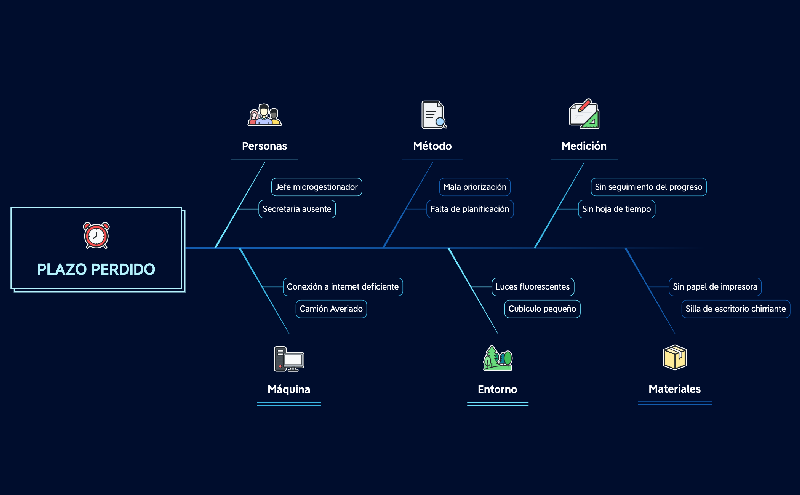 Personas
Método
Medición
Jefe microgestionador
Mala priorización
Sin seguimiento del progreso
Secretaria ausente
Falta de planificación
Sin hoja de tiempo
PLAZO PERDIDO
Conexión a Internet deficiente
Luces fluorescentes
Sin papel de impresora
Camión Averiado
Cubículo pequeño
Silla de escritorio chirriante
Máquina
Entorno
Materiales